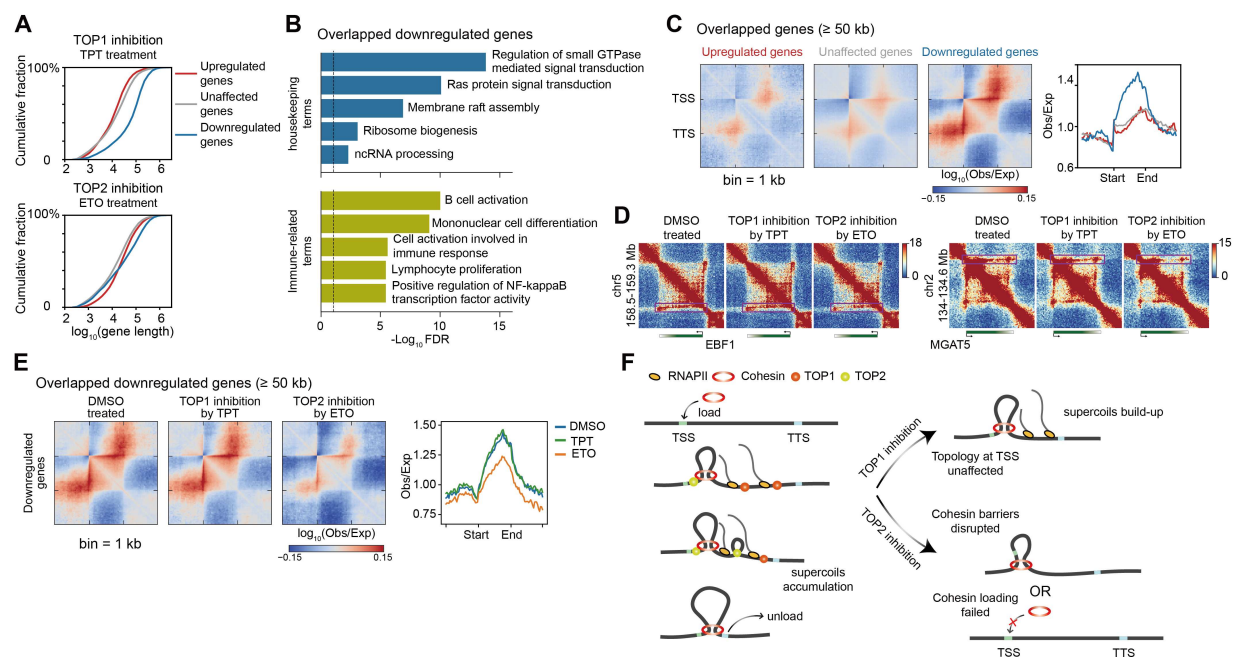 A
TOP1 inhibition
TPT treatment
Cumulative fraction
100%
0
2 3 4 5 6
Upregulated
genes
Unaffected
genes
Downregulated
genes
TOP2 inhibition
ETO treatment
Cumulative fraction
100%
0
2 3 4 5 6
log10(gene length)
B
Overlapped downregulated genes
housekeeping
terms
Regulation of small GTPase
mediated signal transduction
Ras protein signal transduction
Membrane raft assembly
Ribosome biogenesis
ncRNA processing
Immune-related
terms
B cell activation
Mononuclear cell differentiation
Cell activation involved in
immune response
Lymphocyte proliferation
Positive regulation of NF-kappaB
transcription factor activity
0 5 10 15
-Log10FDR
C
Overlapped genes (≥ 50 kb)
Upregulated genes
Unaffected genes
Downregulated genes
TSS
TTS
bin = 1 kb
log10(Obs/Exp)
−0.15 0.15
Obs/Exp
1.4
1.0
0.6
Start End
D
DMSO
treated
TOP1 inhibition
by TPT
TOP2 inhibition
by ETO
18
0
chr5
158.5-159.3 Mb
EBF1
DMSO
treated
TOP1 inhibition
by TPT
TOP2 inhibition
by ETO
15
0
chr2
134-134.6 Mb
MGAT5
E
Overlapped downregulated genes (≥ 50 kb)
DMSO
treated
TOP1 inhibition
by TPT
TOP2 inhibition
by ETO
Downregulated
genes
bin = 1 kb
log10(Obs/Exp)
−0.15 0.15
Obs/Exp
1.50
1.25
1.00
0.75
Start End
DMSO
TPT
ETO
F
RNAPII Cohesin TOP1 TOP2
load
TSS TTS
supercoils
accumulation
unload
TOP1 inhibition
supercoils build-up
Topology at TSS
unaffected
TOP2 inhibition
Cohesin barriers
disrupted
OR
Cohesin loading
failed
TSS TTS